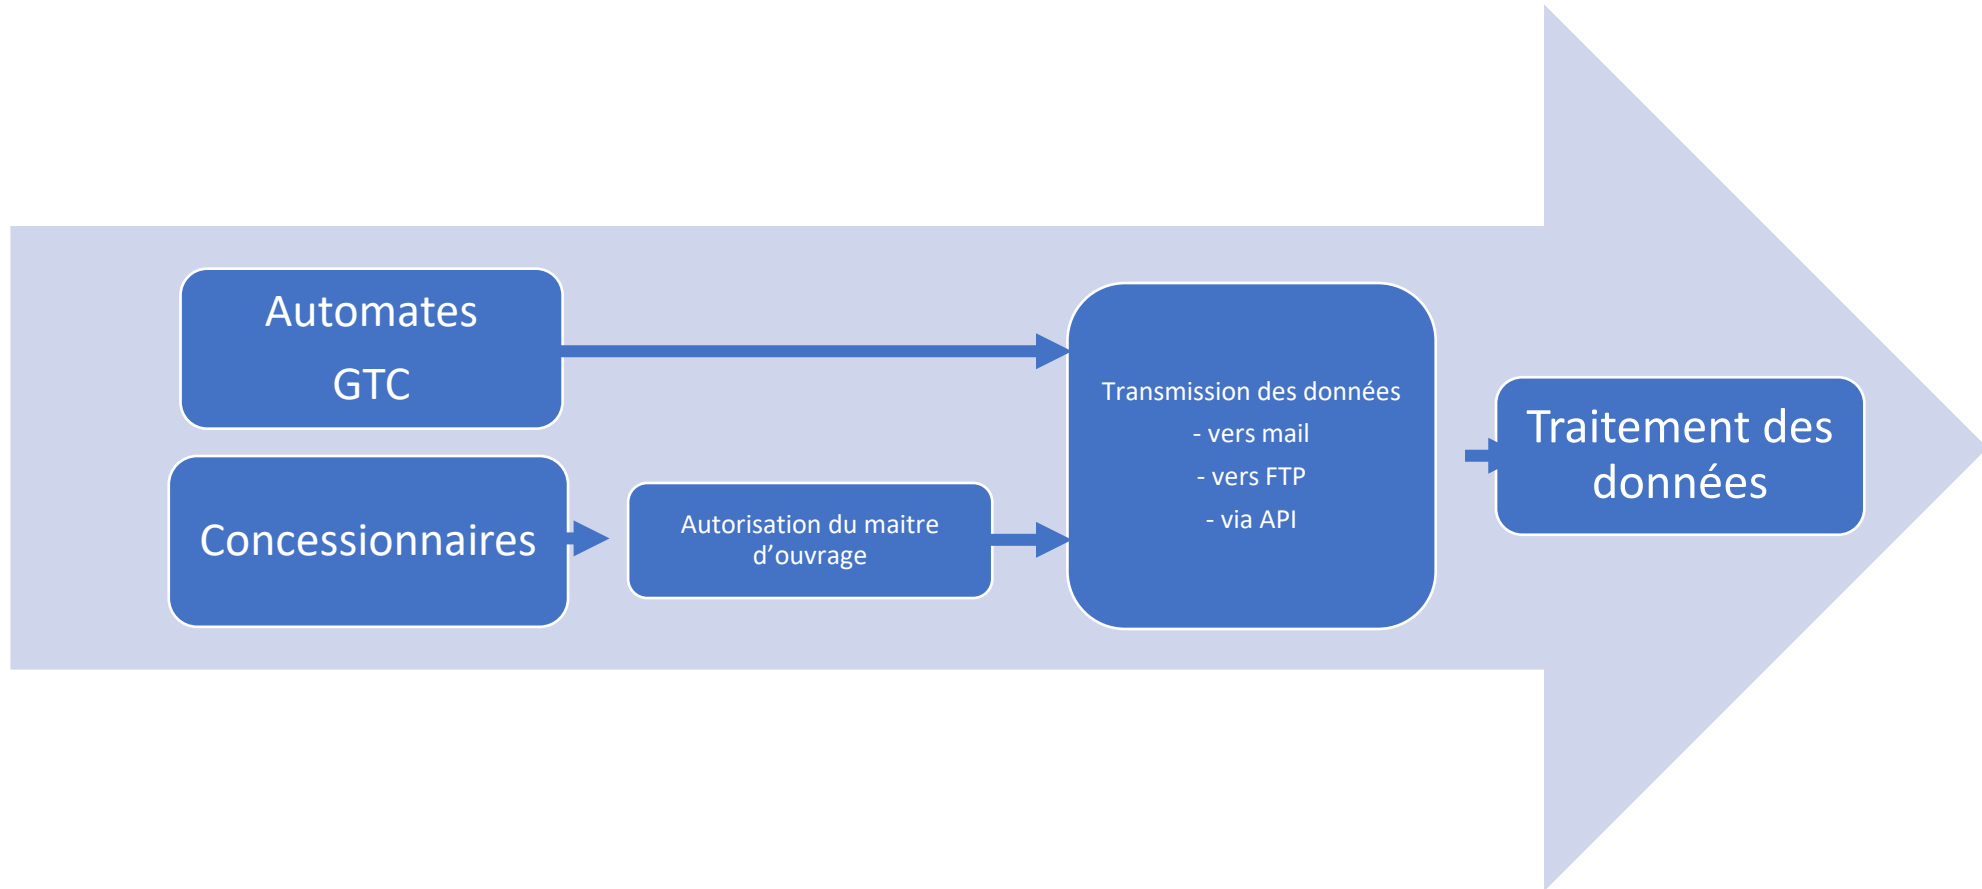 Automates
GTC
Concessionnaires
Autorisation du maitre
d’ouvrage
Transmission des données
- vers mail
- vers FTP
- via API
Traitement des
données